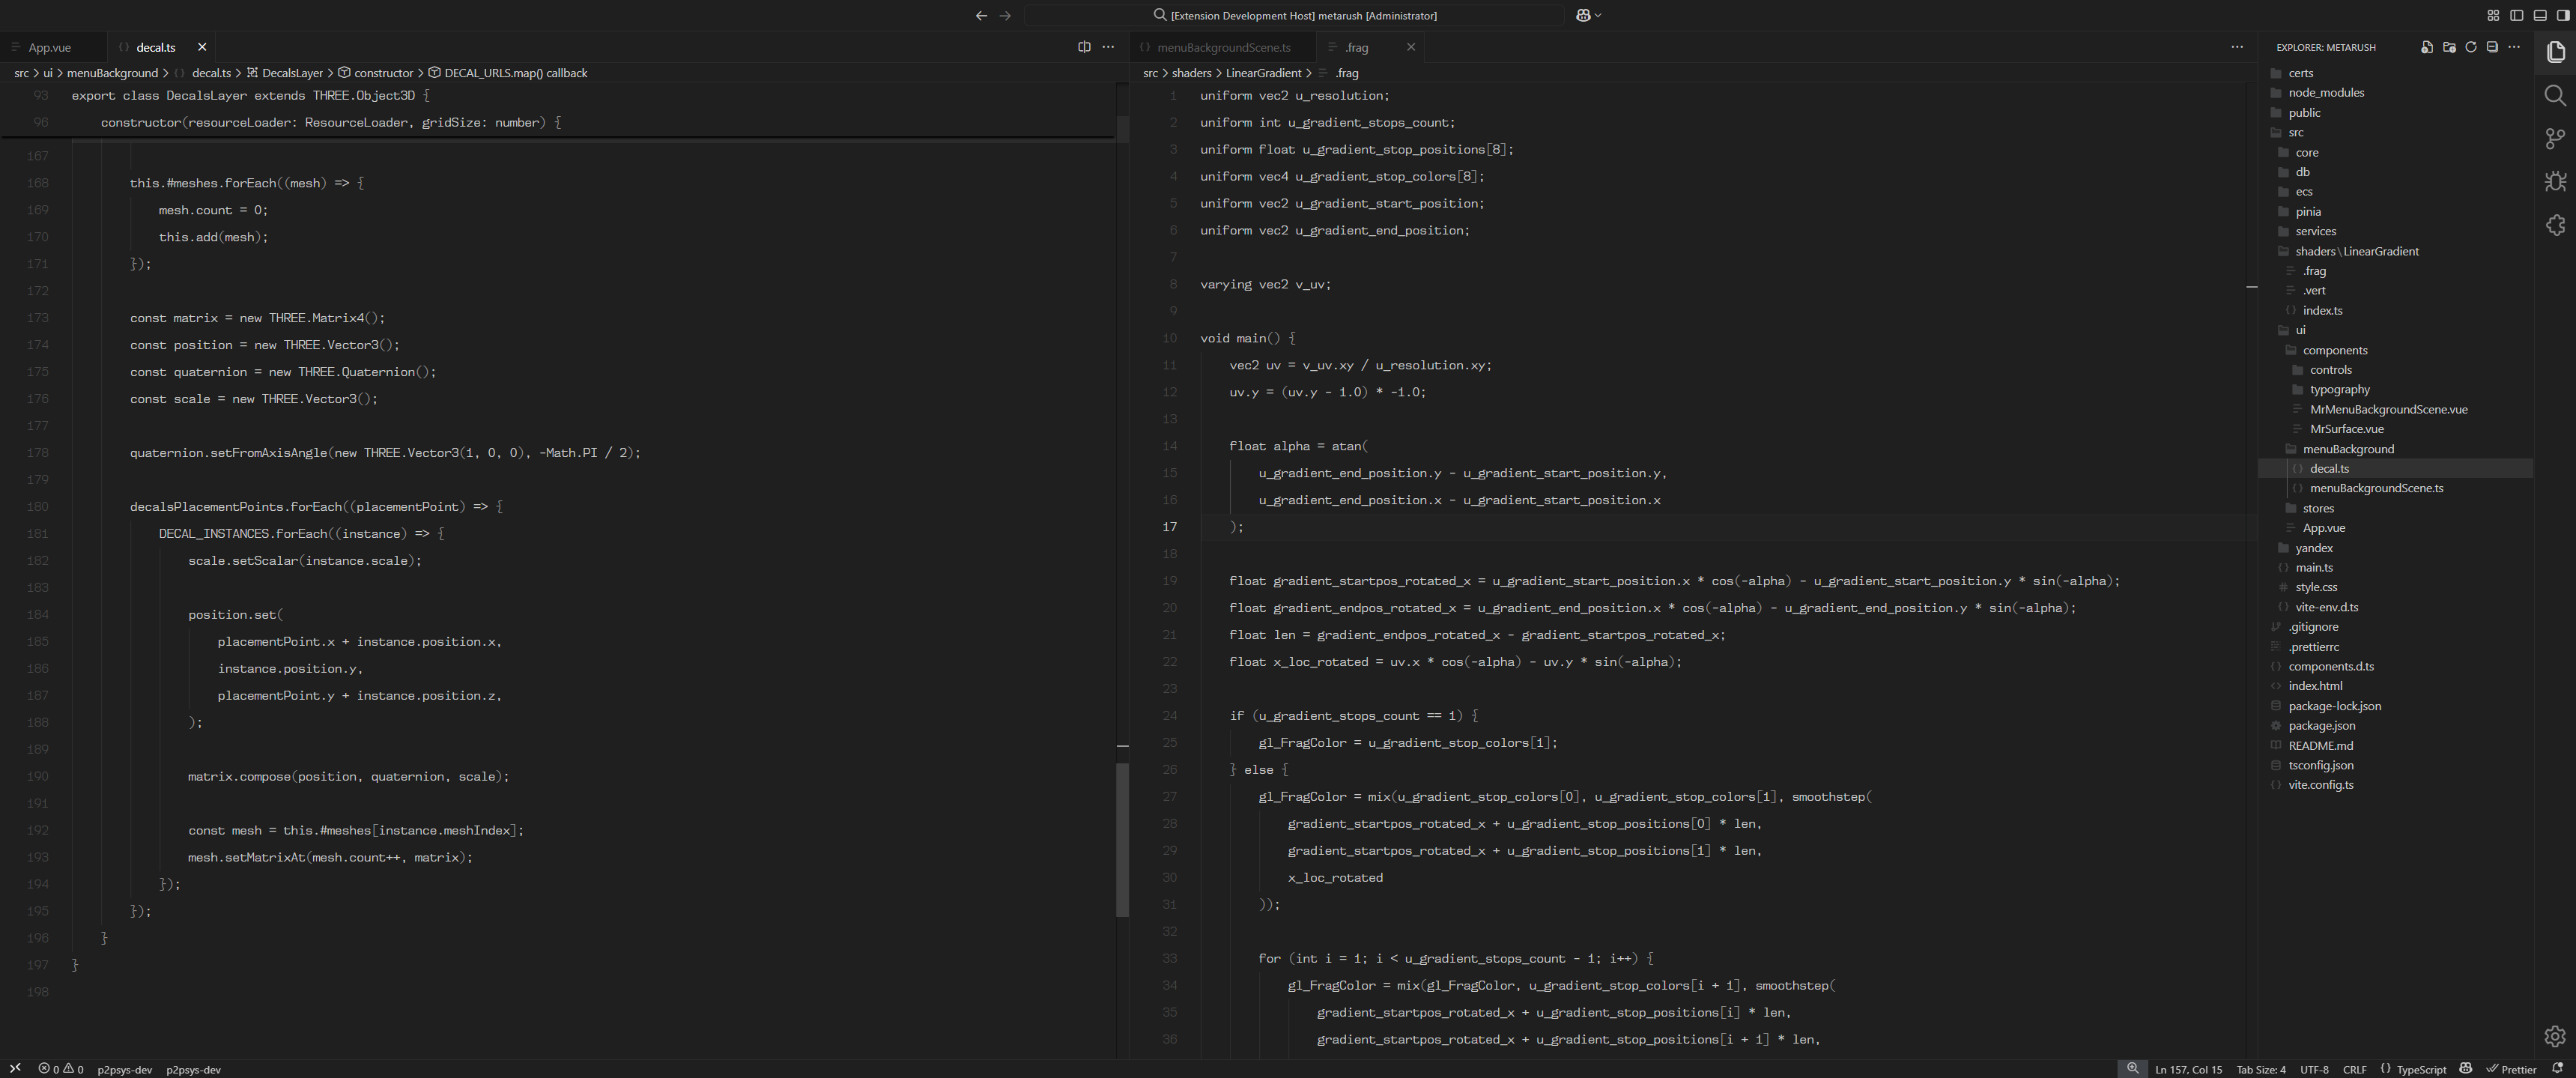 [Extension Development Host] metarush [Administrator]
App.vue
decal.ts
src > ui > menuBackground > decal.ts > DecalsLayer > constructor > DECAL_URLS.map() callback
93 export class DecalsLayer extends THREE.Object3D {
96 constructor(resourceLoader: ResourceLoader, gridSize: number) {
167
168 this.#meshes.forEach((mesh) => {
169 mesh.count = 0;
170 this.add(mesh);
171 });
172
173 const matrix = new THREE.Matrix4();
174 const position = new THREE.Vector3();
175 const quaternion = new THREE.Quaternion();
176 const scale = new THREE.Vector3();
177
178 quaternion.setFromAxisAngle(new THREE.Vector3(1, 0, 0), -Math.PI / 2);
179
180 decalsPlacementPoints.forEach((placementPoint) => {
181 DECAL_INSTANCES.forEach((instance) => {
182 scale.setScalar(instance.scale);
183
184 position.set(
185 placementPoint.x + instance.position.x,
186 instance.position.y,
187 placementPoint.y + instance.position.z,
188 );
189
190 matrix.compose(position, quaternion, scale);
191
192 const mesh = this.#meshes[instance.meshIndex];
193 mesh.setMatrixAt(mesh.count++, matrix);
194 });
195 });
196 }
197 }
198
menuBackgroundScene.ts
.frag
src > shaders > LinearGradient > .frag
1 uniform vec2 u_resolution;
2 uniform int u_gradient_stops_count;
3 uniform float u_gradient_stop_positions[8];
4 uniform vec4 u_gradient_stop_colors[8];
5 uniform vec2 u_gradient_start_position;
6 uniform vec2 u_gradient_end_position;
7
8 varying vec2 v_uv;
9
10 void main() {
11 vec2 uv = v_uv.xy / u_resolution.xy;
12 uv.y = (uv.y - 1.0) * -1.0;
13
14 float alpha = atan(
15 u_gradient_end_position.y - u_gradient_start_position.y,
16 u_gradient_end_position.x - u_gradient_start_position.x
17 );
18
19 float gradient_startpos_rotated_x = u_gradient_start_position.x * cos(-alpha) - u_gradient_start_position.y * sin(-alpha);
20 float gradient_endpos_rotated_x = u_gradient_end_position.x * cos(-alpha) - u_gradient_end_position.y * sin(-alpha);
21 float len = gradient_endpos_rotated_x - gradient_startpos_rotated_x;
22 float x_loc_rotated = uv.x * cos(-alpha) - uv.y * sin(-alpha);
23
24 if (u_gradient_stops_count == 1) {
25 gl_FragColor = u_gradient_stop_colors[1];
26 } else {
27 gl_FragColor = mix(u_gradient_stop_colors[0], u_gradient_stop_colors[1], smoothstep(
28 gradient_startpos_rotated_x + u_gradient_stop_positions[0] * len,
29 gradient_startpos_rotated_x + u_gradient_stop_positions[1] * len,
30 x_loc_rotated
31 ));
32
33 for (int i = 1; i < u_gradient_stops_count - 1; i++) {
34 gl_FragColor = mix(gl_FragColor, u_gradient_stop_colors[i + 1], smoothstep(
35 gradient_startpos_rotated_x + u_gradient_stop_positions[i] * len,
36 gradient_startpos_rotated_x + u_gradient_stop_positions[i + 1] * len,
EXPLORER: METARUSH
certs
node_modules
public
src
core
db
ecs
pinia
services
shaders\LinearGradient
.frag
.vert
index.ts
ui
components
controls
typography
MrMenuBackgroundScene.vue
MrSurface.vue
menuBackground
decal.ts
menuBackgroundScene.ts
stores
App.vue
yandex
main.ts
style.css
vite-env.d.ts
.gitignore
.prettierrc
components.d.ts
index.html
package-lock.json
package.json
README.md
tsconfig.json
vite.config.ts
0 0 p2psys-dev p2psys-dev
Ln 157, Col 15 Tab Size: 4 UTF-8 CRLF {} TypeScript Prettier